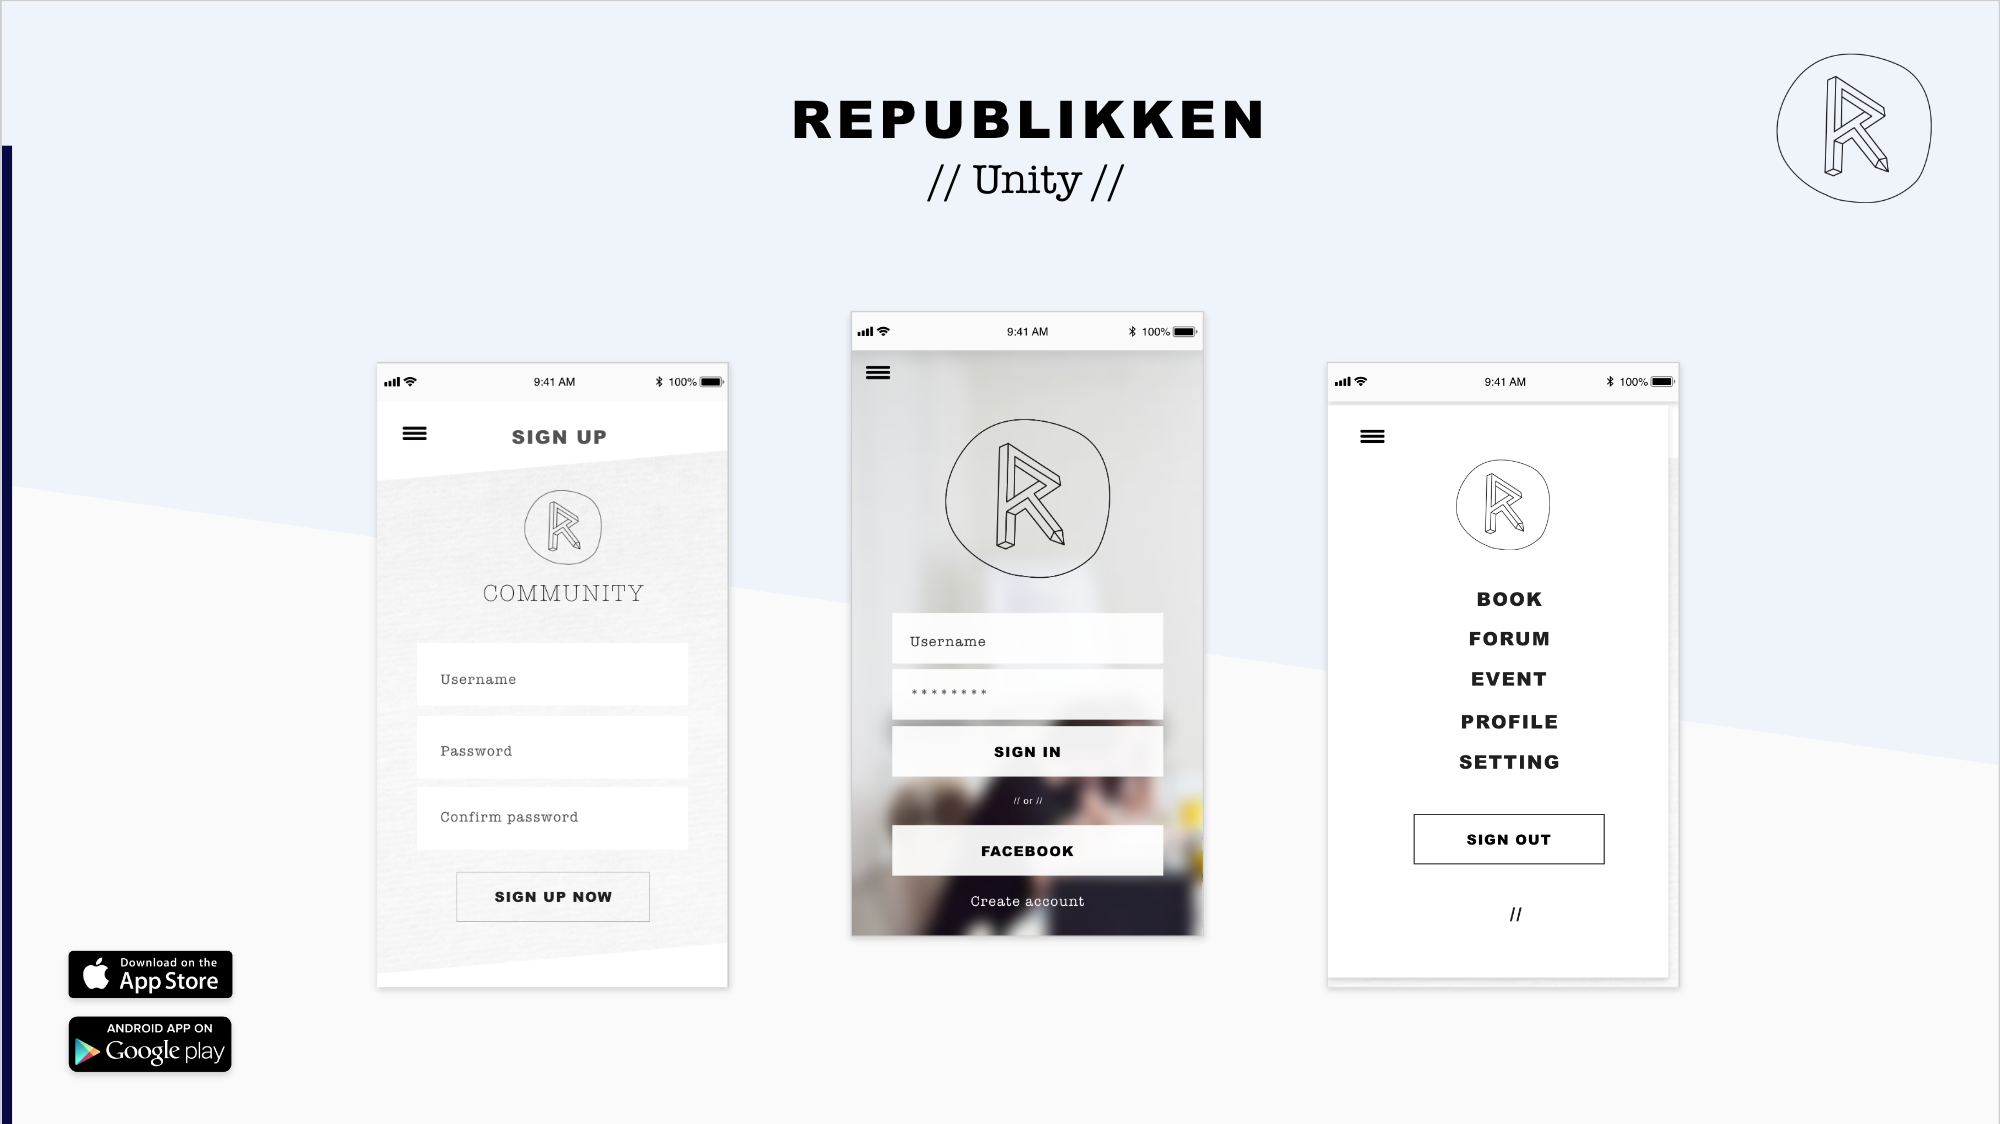 REPUBLIKKEN
// Unity //
9:41 AM
100%
SIGN UP
COMMUNITY
Username
Password
Confirm password
SIGN UP NOW
9:41 AM
100%
Username
********
SIGN IN
// or //
FACEBOOK
Create account
9:41 AM
100%
BOOK
FORUM
EVENT
PROFILE
SETTING
SIGN OUT
//
Download on the
App Store
ANDROID APP ON
Google play